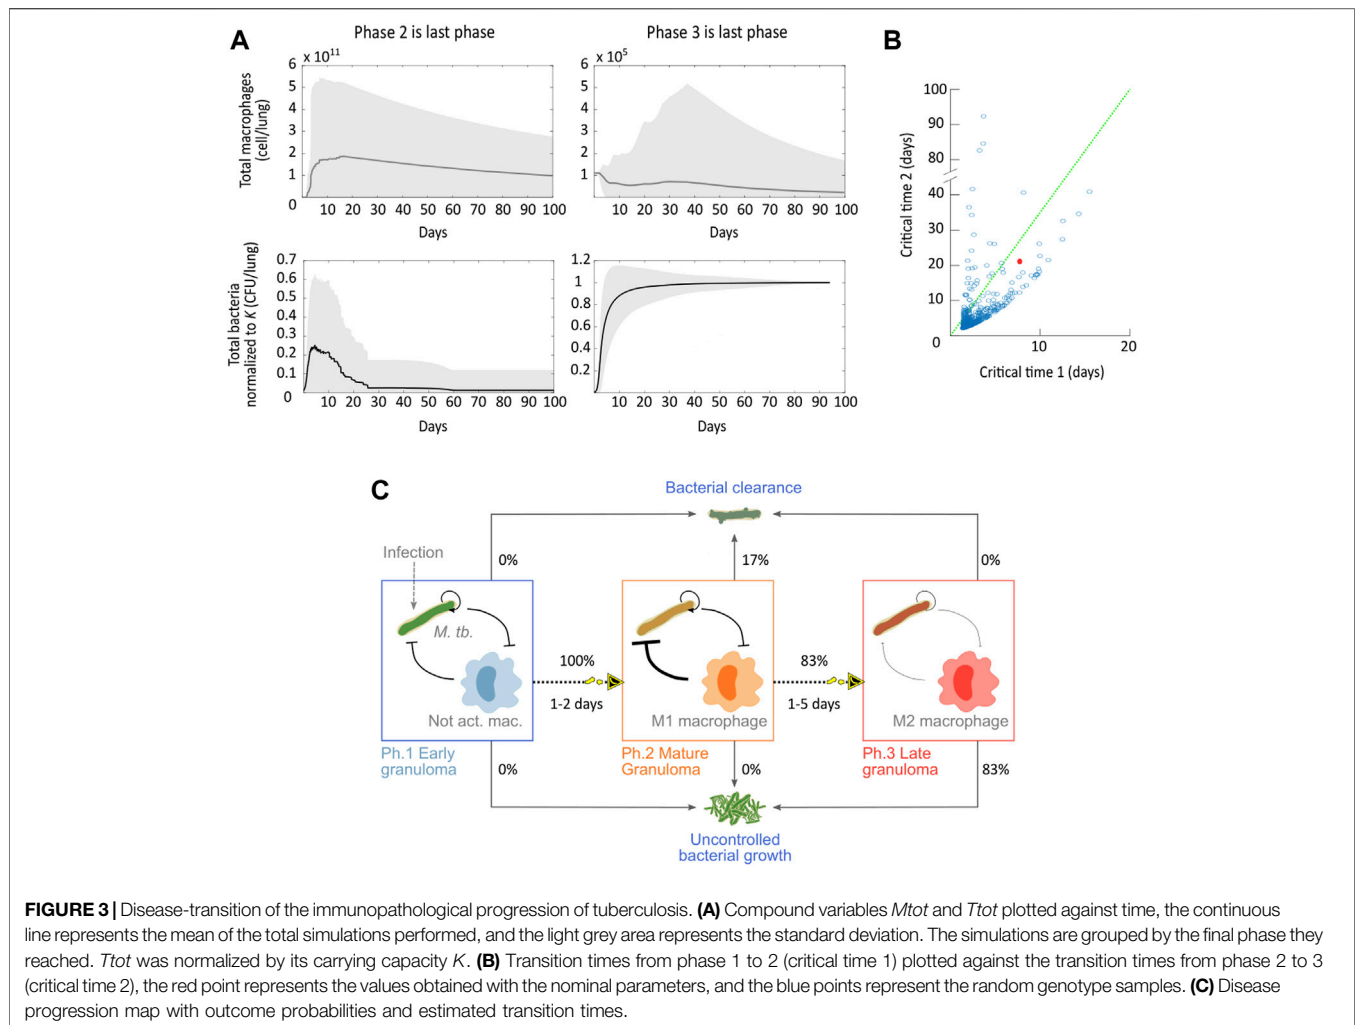 A
Phase 2 is last phase
Phase 3 is last phase
B
x 10^11
6
5
4
3
2
1
0
Total macrophages
(cell/lung)
10 20 30 40 50 60 70 80 90 100
Days
x 10^5
6
5
4
3
2
1
10 20 30 40 50 60 70 80 90 100
Days
0.7
0.6
0.5
0.4
0.3
0.2
0.1
0
Total bacteria
normalized to K (CFU/lung)
10 20 30 40 50 60 70 80 90 100
Days
1.2
1
0.8
0.6
0.4
0.2
10 20 30 40 50 60 70 80 90 100
Days
100
90
80
40
30
20
10
0
Critical time 2 (days)
10 20
Critical time 1 (days)
C
Bacterial clearance
Infection
0%
17%
0%
M. tb.
100%
83%
1-2 days
1-5 days
Not act. mac.
M1 macrophage
M2 macrophage
Ph.1 Early
granuloma
Ph.2 Mature
Granuloma
Ph.3 Late
granuloma
0%
0%
83%
Uncontrolled
bacterial growth
FIGURE 3 | Disease-transition of the immunopathological progression of tuberculosis. (A) Compound variables Mtot and Ttot plotted against time, the continuous
line represents the mean of the total simulations performed, and the light grey area represents the standard deviation. The simulations are grouped by the final phase they
reached. Ttot was normalized by its carrying capacity K. (B) Transition times from phase 1 to 2 (critical time 1) plotted against the transition times from phase 2 to 3
(critical time 2), the red point represents the values obtained with the nominal parameters, and the blue points represent the random genotype samples. (C) Disease
progression map with outcome probabilities and estimated transition times.